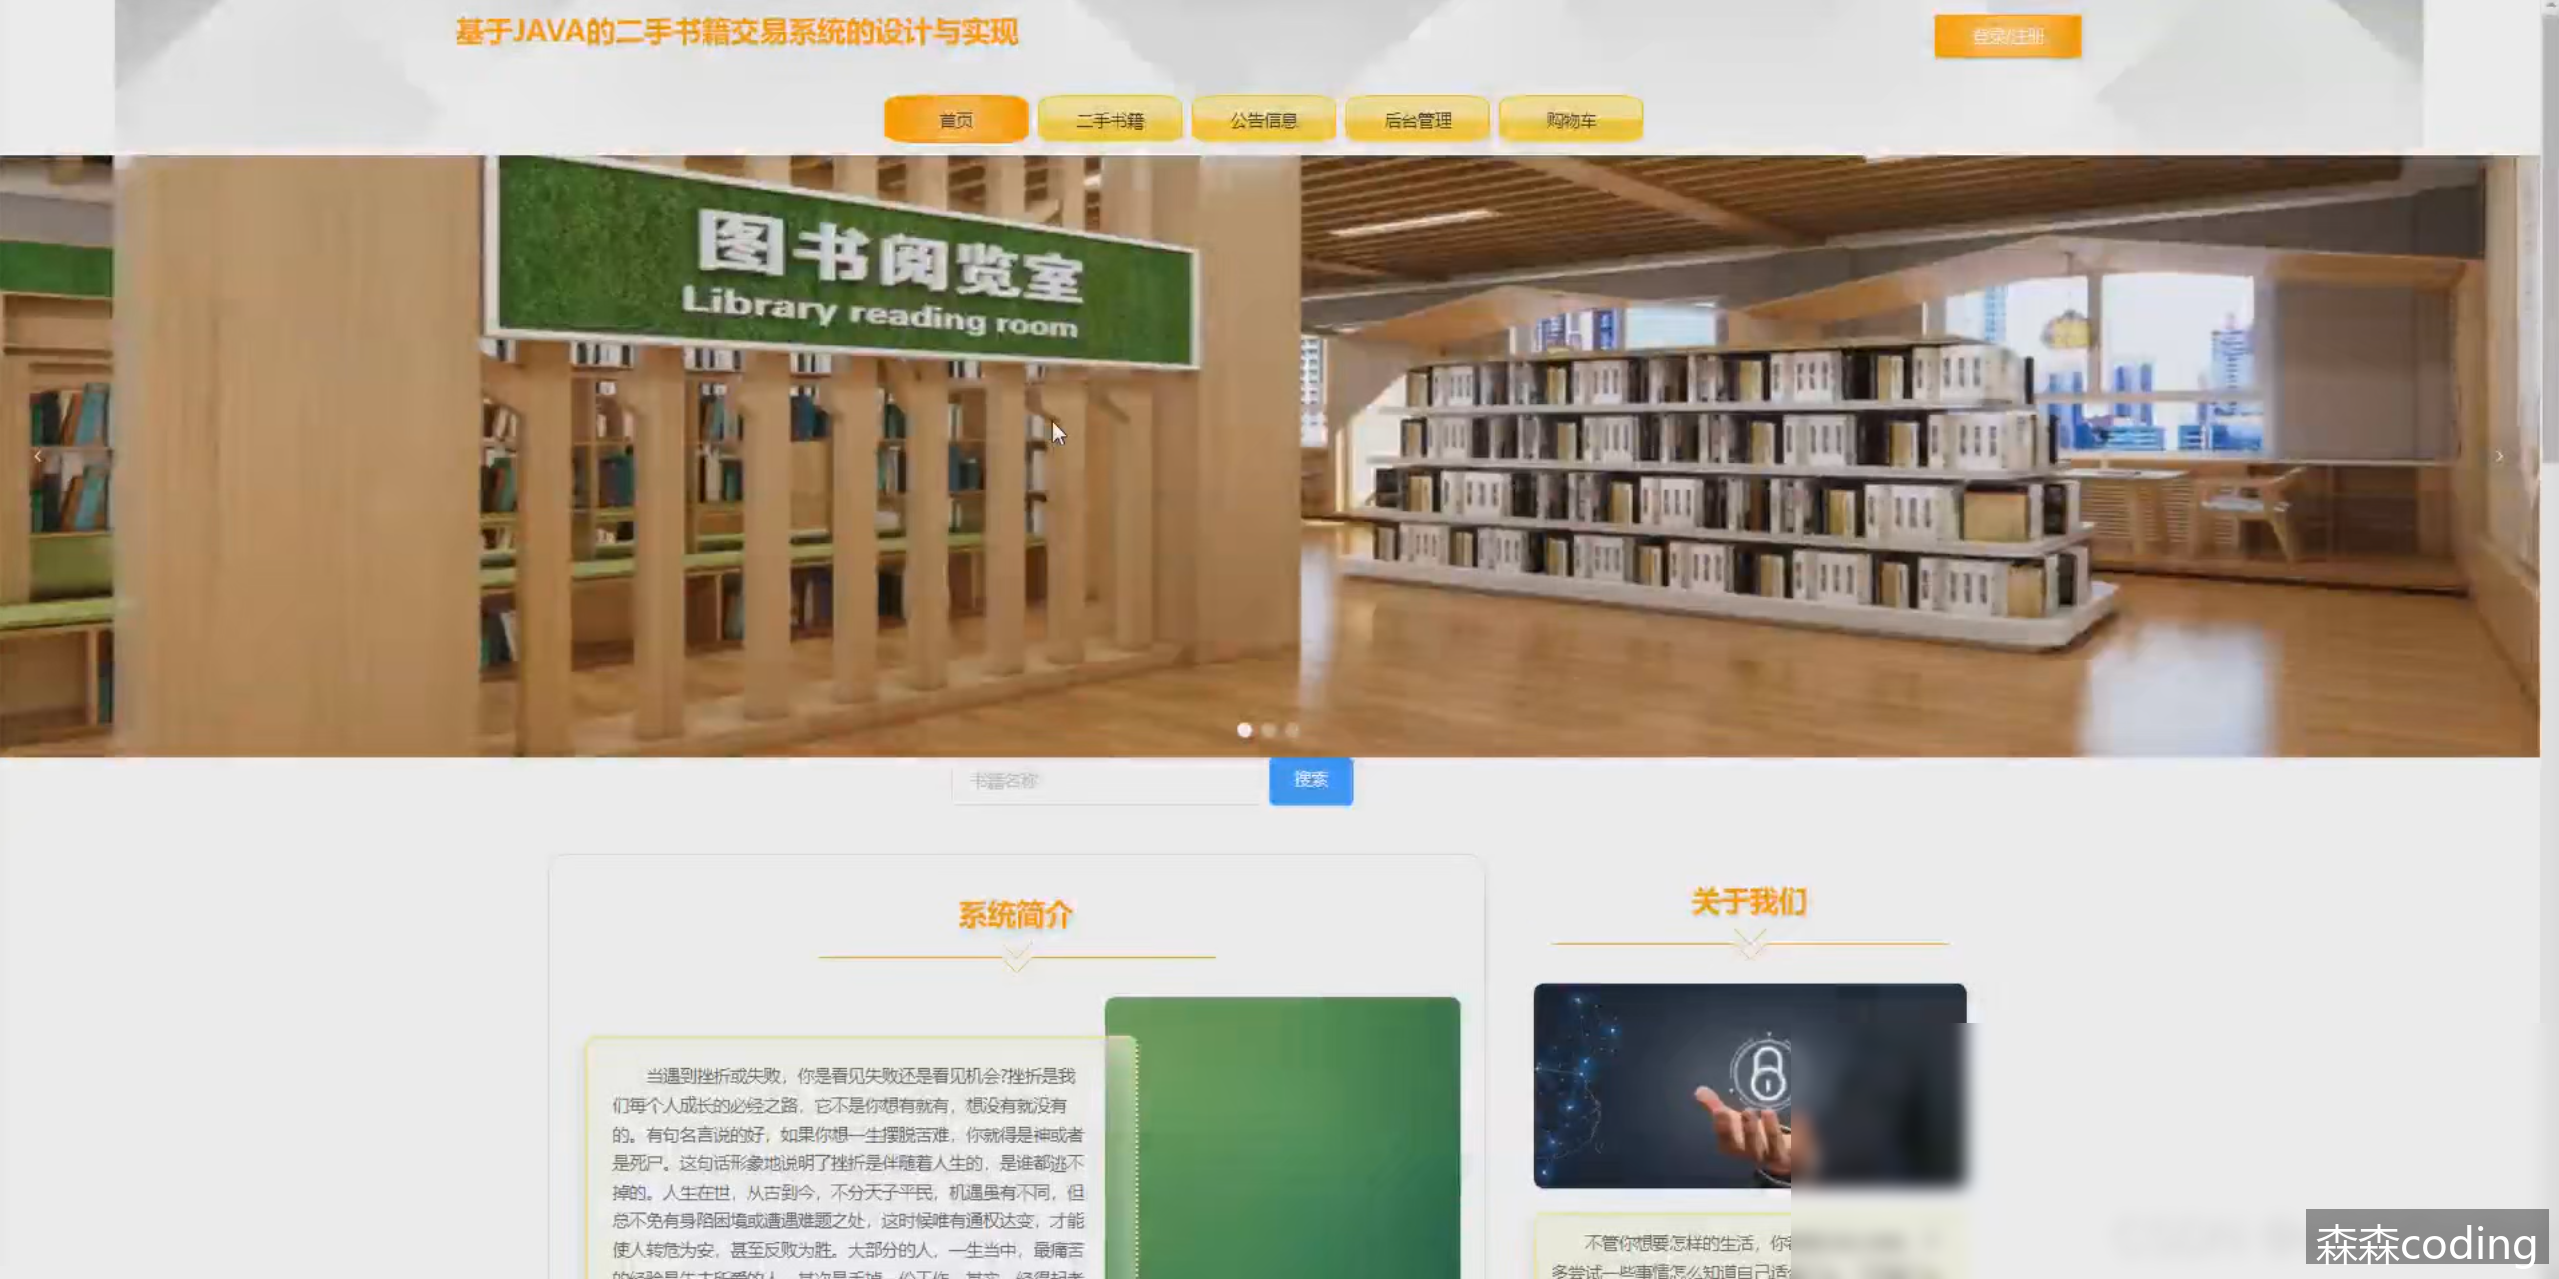 基于JAVA的二手书籍交易系统的设计与实现
登录/注册
首页
二手书籍
公告信息
后台管理
购物车
图书阅览室
Library reading room
书籍名称
搜索
系统简介
当遇到挫折或失败，你是看见失败还是看见机会?挫折是我
们每个人成长的必经之路，它不是你想有就有，想没有就没有
的。有句名言说的好，如果你想一生摆脱苦难，你就得是神或者
是死尸。这句话形象地说明了挫折是伴随着人生的，是谁都逃不
掉的。人生在世，从古到今，不分天子平民，机遇虽有不同，但
总不免有身陷困境或遭遇难题之处，这时候唯有通权达变，才能
使人转危为安，甚至反败为胜。大部分的人，一生当中，最痛苦
关于我们
不管你想要怎样的生活，你
多尝试一些事情怎么知道自己适
森森coding